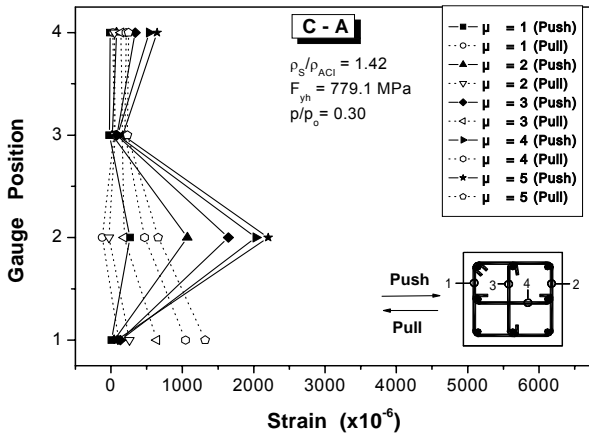 C - A
ρS/ρACI = 1.42
Fyh = 779.1 MPa
p/po = 0.30
μ = 1 (Push)
μ = 1 (Pull)
μ = 2 (Push)
μ = 2 (Pull)
μ = 3 (Push)
μ = 3 (Pull)
μ = 4 (Push)
μ = 4 (Pull)
μ = 5 (Push)
μ = 5 (Pull)
Gauge Position
4
3
2
1
Push
Pull
1
3
4
2
0 1000 2000 3000 4000 5000 6000
Strain (x10-6)